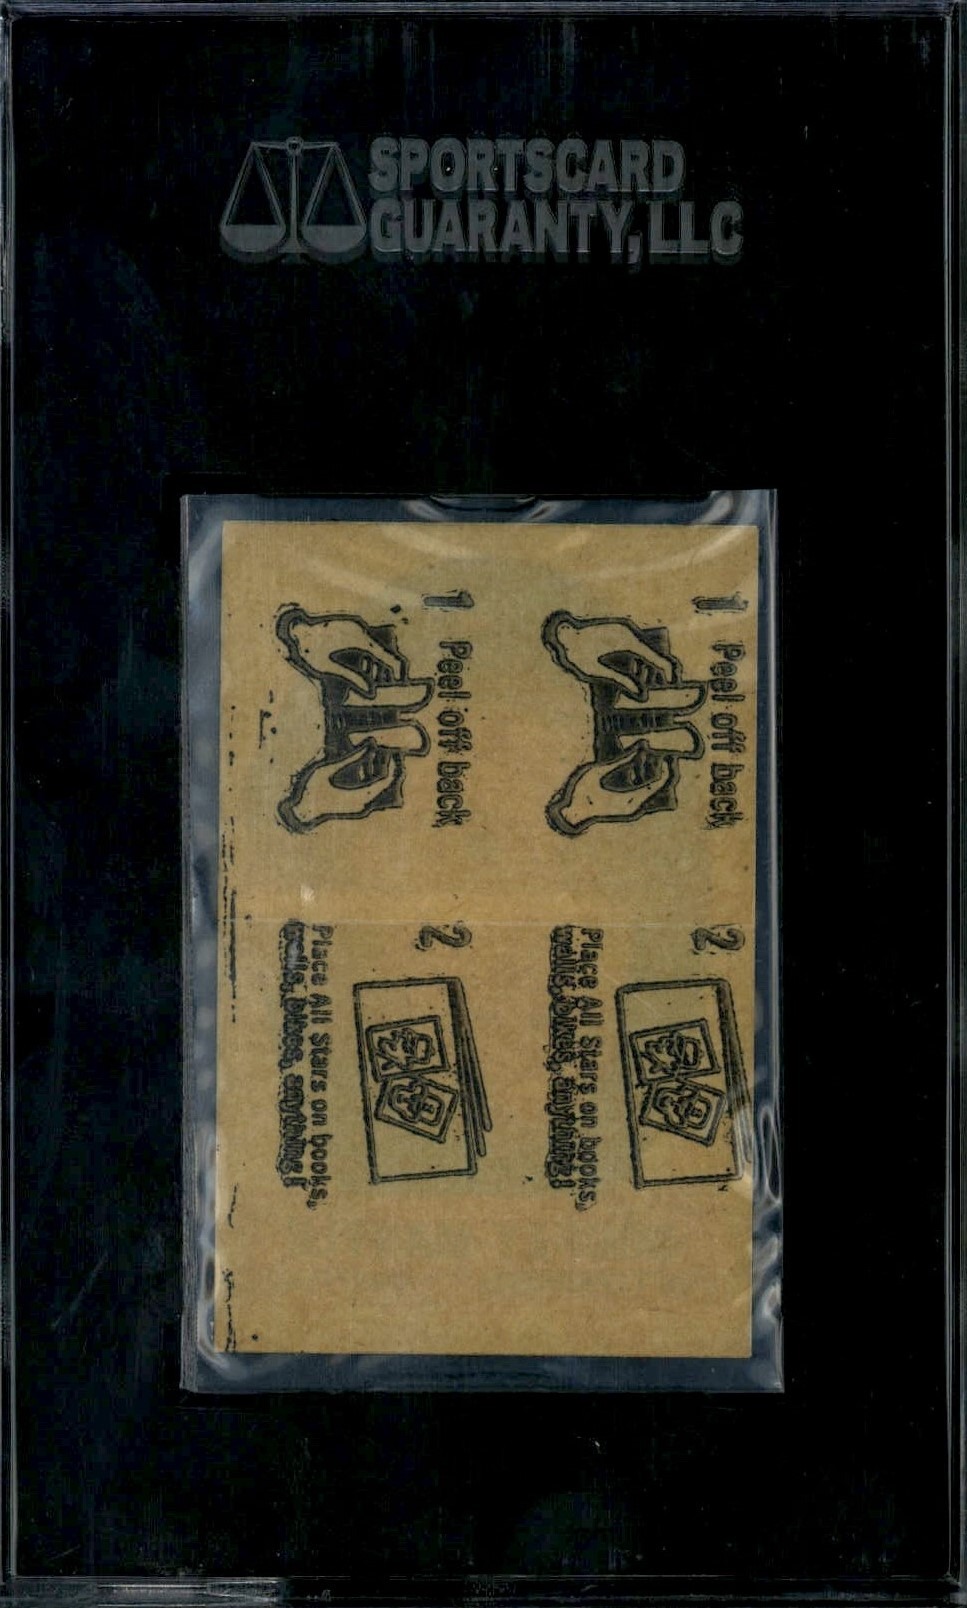 SPORTSCARD
GUARANTY, LLC
1 Peel off back
2
Place All Stars on books,
walls, bikes, anything!
1 Peel off back
2
Place All Stars on books,
walls, bikes, anything!